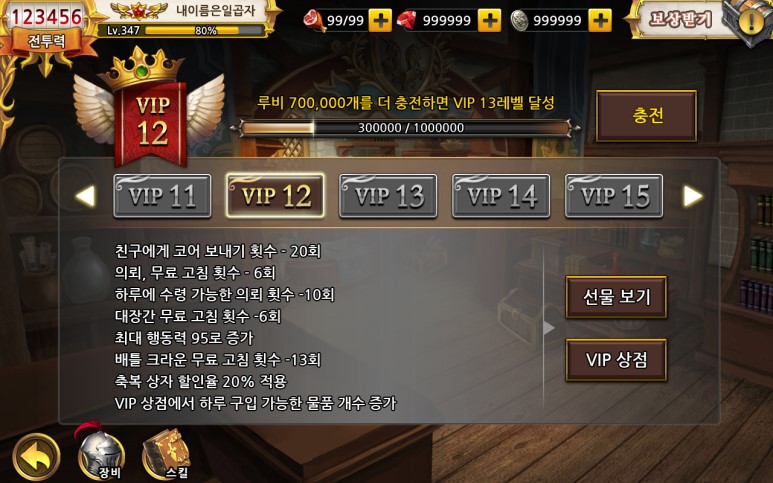 123456
전투력
내이름은일곱자
Lv.347 80%
99/99
999999
999999
보상받기
VIP
12
루비 700,000개를 더 충전하면 VIP 13레벨 달성
300000 / 1000000
충전
VIP 11
VIP 12
VIP 13
VIP 14
VIP 15
친구에게 코어 보내기 횟수 - 20회
의뢰, 무료 고침 횟수 - 6회
하루에 수령 가능한 의뢰 횟수 -10회
대장간 무료 고침 횟수 -6회
최대 행동력 95로 증가
배틀 크라운 무료 고침 횟수 -13회
축복 상자 할인율 20% 적용
VIP 상점에서 하루 구입 가능한 물품 개수 증가
선물 보기
VIP 상점
장비
스킬